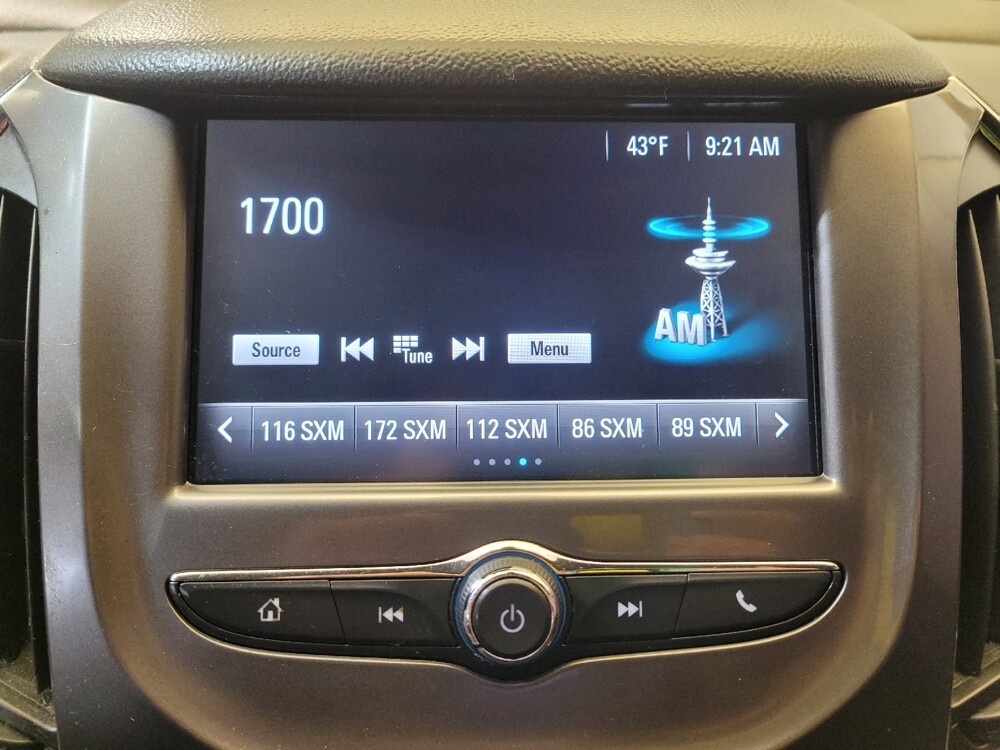 43°F 9:21 AM
1700
AM
Source Tune Menu
116 SXM 172 SXM 112 SXM 86 SXM 89 SXM